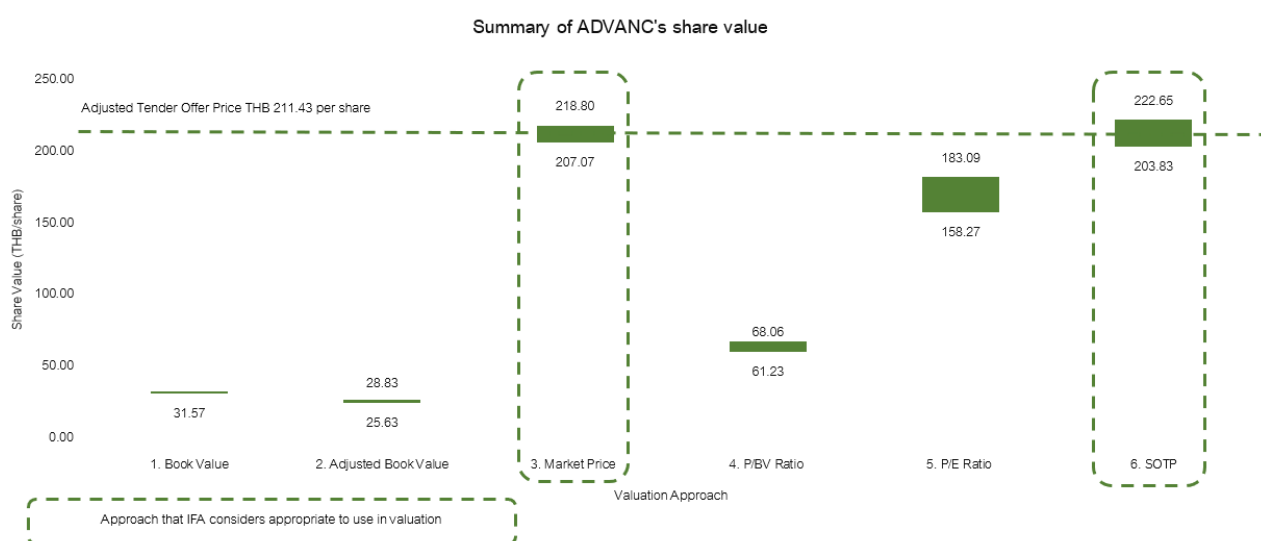 Summary of ADVANC's share value
250.00
Adjusted Tender Offer Price THB 211.43 per share
200.00
150.00
100.00
50.00
0.00
Share Value (THB/share)
31.57
28.83
25.63
218.80
207.07
68.06
61.23
183.09
158.27
222.65
203.83
1. Book Value
2. Adjusted Book Value
3. Market Price
4. P/BV Ratio
5. P/E Ratio
6. SOTP
Valuation Approach
Approach that IFA considers appropriate to use in valuation